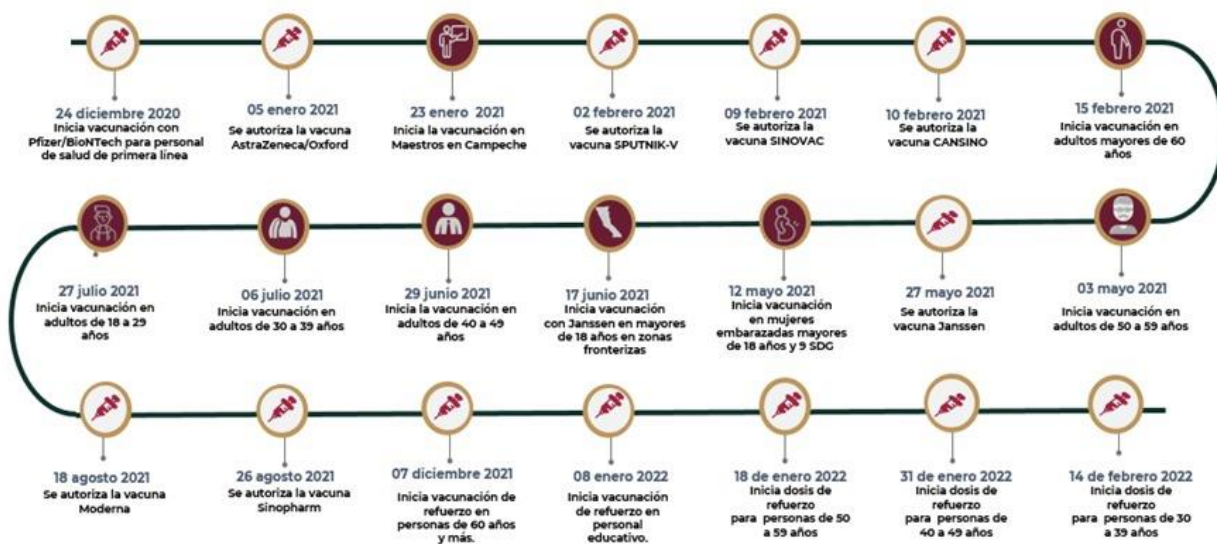 24 diciembre 2020
Inicia vacunación con
Pfizer/BioNTech para personal
de salud de primera línea
05 enero 2021
Se autoriza la vacuna
AstraZeneca/Oxford
23 enero 2021
Inicia la vacunación en
Maestros en Campeche
02 febrero 2021
Se autoriza la
vacuna SPUTNIK-V
09 febrero 2021
Se autoriza la
vacuna SINOVAC
10 febrero 2021
Se autoriza la
vacuna CANSINO
15 febrero 2021
Inicia vacunación en
adultos mayores de 60
años
27 julio 2021
Inicia vacunación en
adultos de 18 a 29
años
06 julio 2021
Inicia vacunación en
adultos de 30 a 39 años
29 junio 2021
Inicia la vacunación en
adultos de 40 a 49
años
17 junio 2021
Inicia vacunación
con Janssen en mayores
de 18 años en zonas
fronterizas
12 mayo 2021
Inicia vacunación
en mujeres
embarazadas mayores
de 18 años y 9 SDG
27 mayo 2021
Se autoriza la
vacuna Janssen
03 mayo 2021
Inicia vacunación en
adultos de 50 a 59 años
18 agosto 2021
Se autoriza la vacuna
Moderna
26 agosto 2021
Se autoriza la vacuna
Sinopharm
07 diciembre 2021
Inicia vacunación de
refuerzo en
personas de 60 años
y más.
08 enero 2022
Inicia vacunación
de refuerzo en
personal
educativo.
18 de enero 2022
Inicia dosis de
refuerzo
para personas de 50
a 59 años
31 de enero 2022
Inicia dosis de
refuerzo
para personas de
40 a 49 años
14 de febrero 2022
Inicia dosis de
refuerzo
para personas de 30
a 39 años